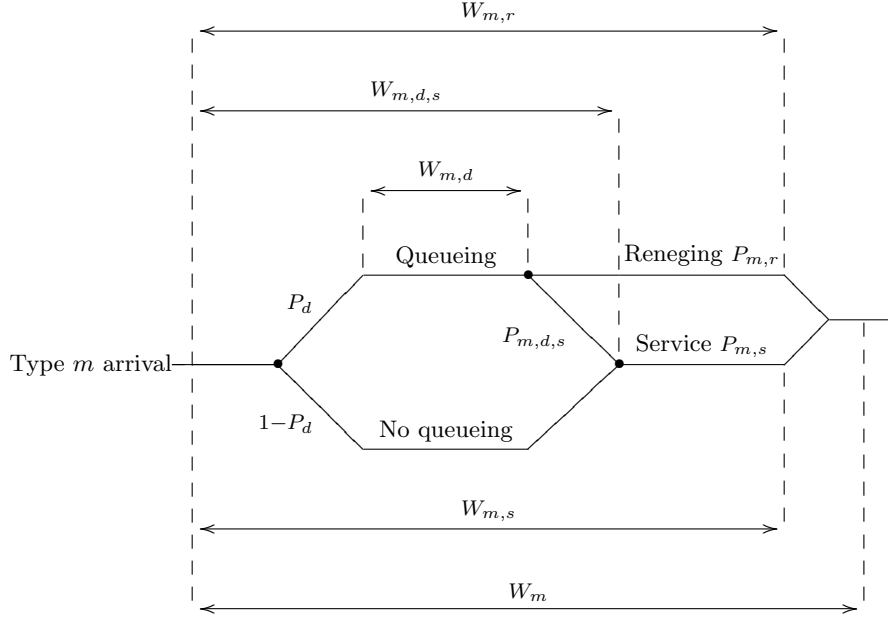 W_{m,r}
W_{m,d,s}
W_{m,d}
Queueing
Reneging P_{m,r}
P_d
P_{m,d,s}
Service P_{m,s}
Type m arrival
1−P_d
No queueing
W_{m,s}
W_m